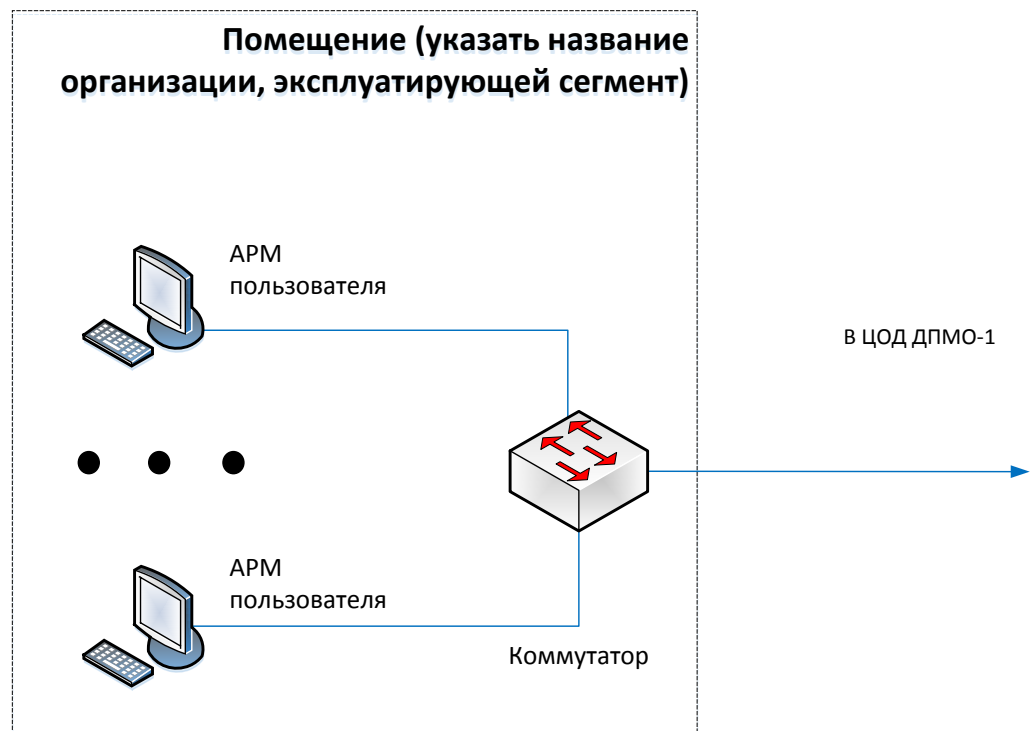 Помещение (указать название
организации, эксплуатирующей сегмент)
АРМ
пользователя
В ЦОД ДПМО-1
АРМ
пользователя
Коммутатор